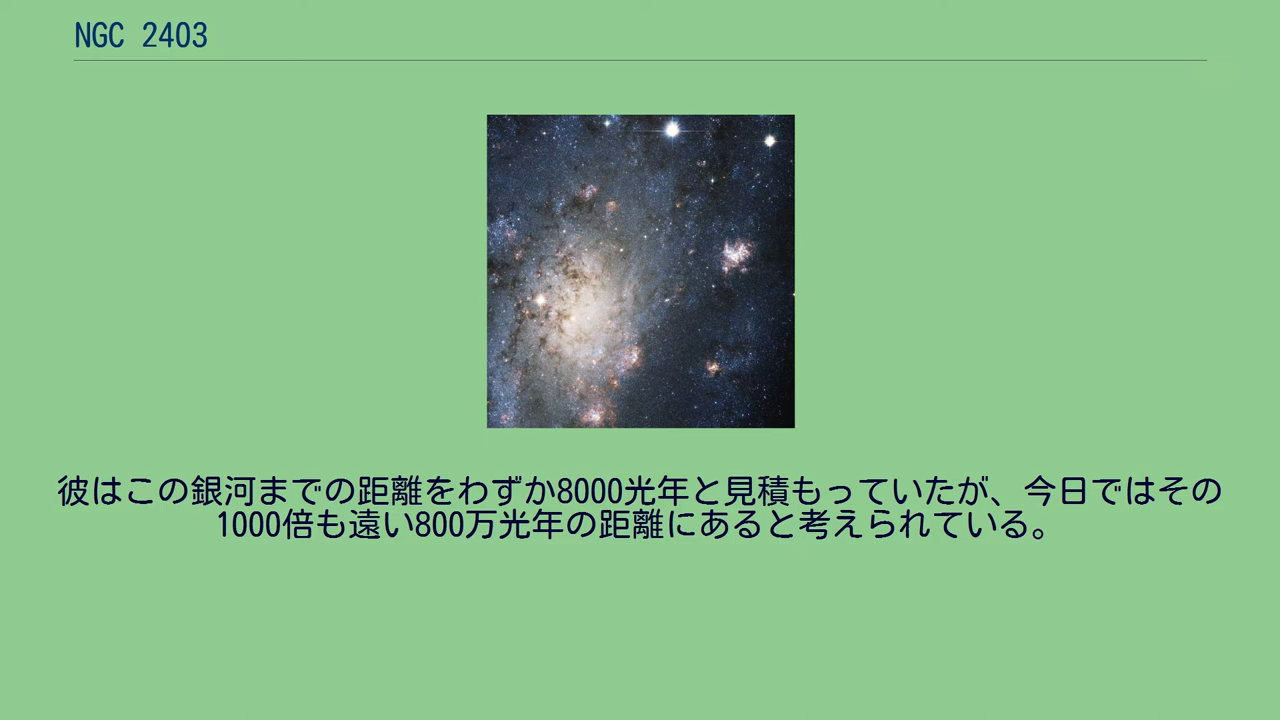 NGC 2403
彼はこの銀河までの距離をわずか8000光年と見積もっていたが、今日ではその
1000倍も遠い800万光年の距離にあると考えられている。